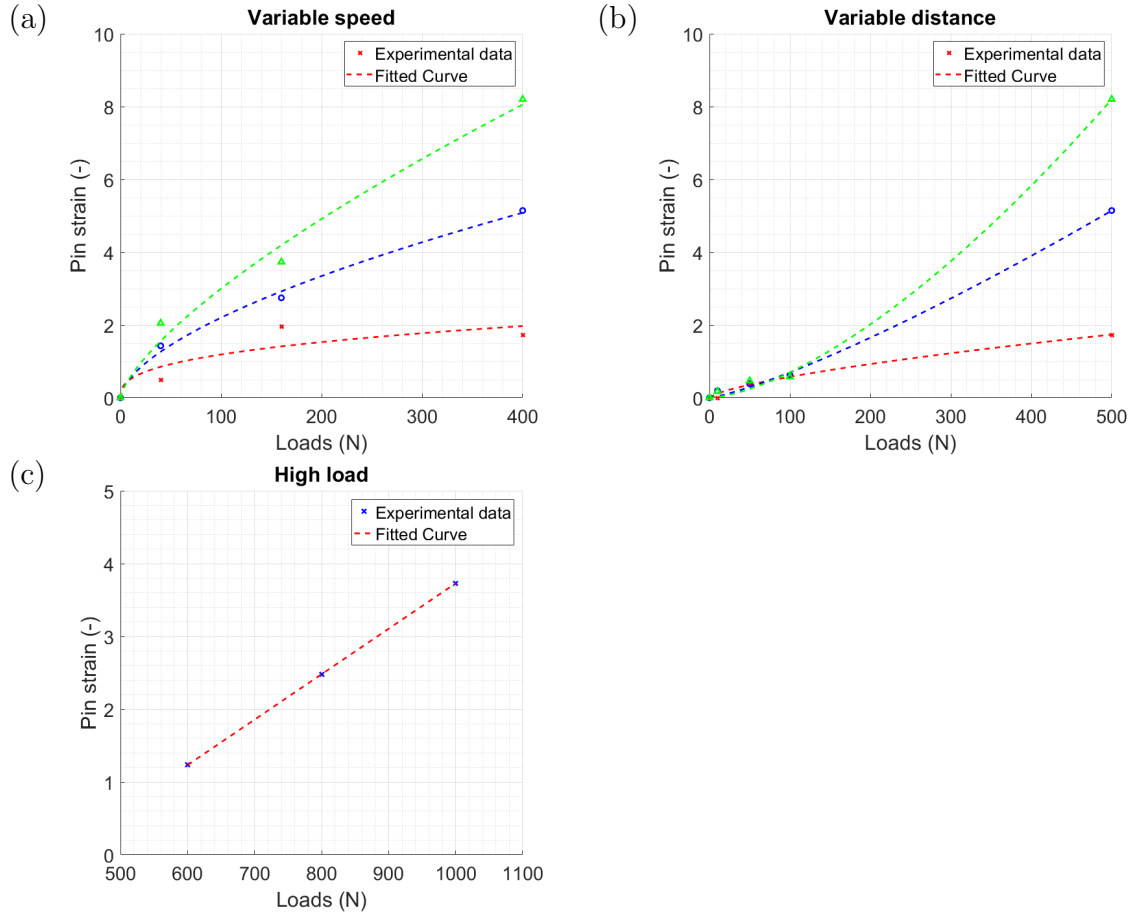 (a)
Variable speed
10
8
6
4
2
0
Pin strain (-)
0 100 200 300 400
Loads (N)
Experimental data
Fitted Curve
(b)
Variable distance
10
8
6
4
2
0
Pin strain (-)
0 100 200 300 400 500
Loads (N)
Experimental data
Fitted Curve
(c)
High load
5
4
3
2
1
0
Pin strain (-)
500 600 700 800 900 1000 1100
Loads (N)
Experimental data
Fitted Curve